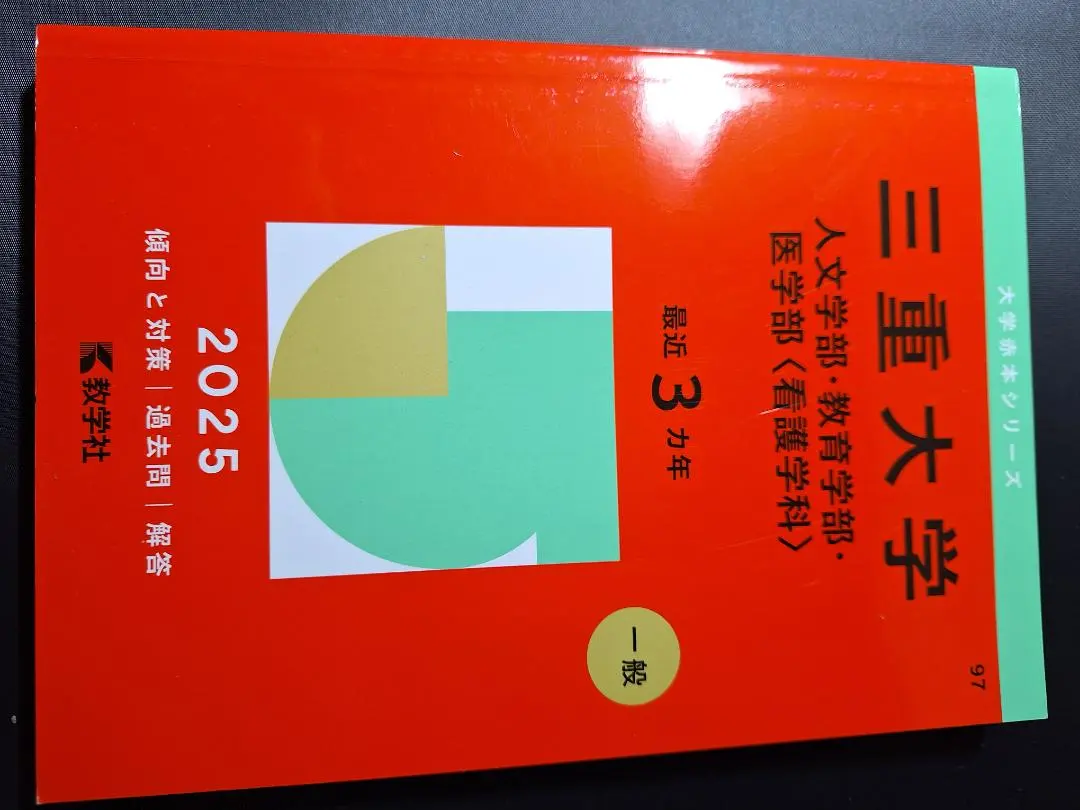 大学赤本シリーズ
97
三重大学
人文学部・教育学部・
医学部〈看護学科〉
最近3カ年
一般
2025
傾向と対策｜過去問｜解答
教学社